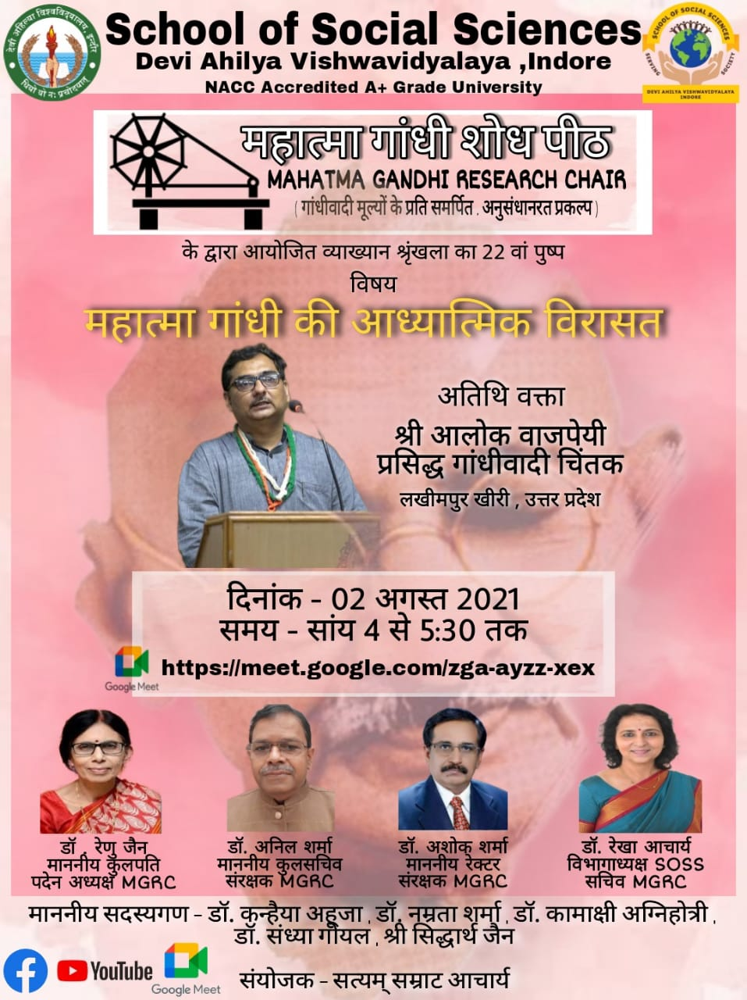 School of Social Sciences
Devi Ahilya Vishwavidyalaya ,Indore
NACC Accredited A+ Grade University
देवी अहिल्या विश्वविद्यालय, इन्दौर
धियो यो नः प्रचोदयात्
SCHOOL OF SOCIAL SCIENCES
SERVING SOCIETY
DEVI AHILYA VISHWAVIDYALAYA
INDORE
महात्मा गांधी शोध पीठ
MAHATMA GANDHI RESEARCH CHAIR
( गांधीवादी मूल्यों के प्रति समर्पित . अनुसंधानरत प्रकल्प )
के द्वारा आयोजित व्याख्यान श्रृंखला का 22 वां पुष्प
विषय
महात्मा गांधी की आध्यात्मिक विरासत
अतिथि वक्ता
श्री आलोक वाजपेयी
प्रसिद्ध गांधीवादी चिंतक
लखीमपुर खीरी , उत्तर प्रदेश
दिनांक - 02 अगस्त 2021
समय - सांय 4 से 5:30 तक
https://meet.google.com/zga-ayzz-xex
Google Meet
डॉ . रेणु जैन
माननीय कुलपति
पदेन अध्यक्ष MGRC
डॉ. अनिल शर्मा
माननीय कुलसचिव
संरक्षक MGRC
डॉ. अशोक शर्मा
माननीय रेक्टर
संरक्षक MGRC
डॉ. रेखा आचार्य
विभागाध्यक्ष SOSS
सचिव MGRC
माननीय सदस्यगण - डॉ. कन्हैया अहूजा , डॉ. नम्रता शर्मा , डॉ. कामाक्षी अग्निहोत्री ,
डॉ. संध्या गोयल , श्री सिद्धार्थ जैन
YouTube
Google Meet
संयोजक - सत्यम् सम्राट आचार्य